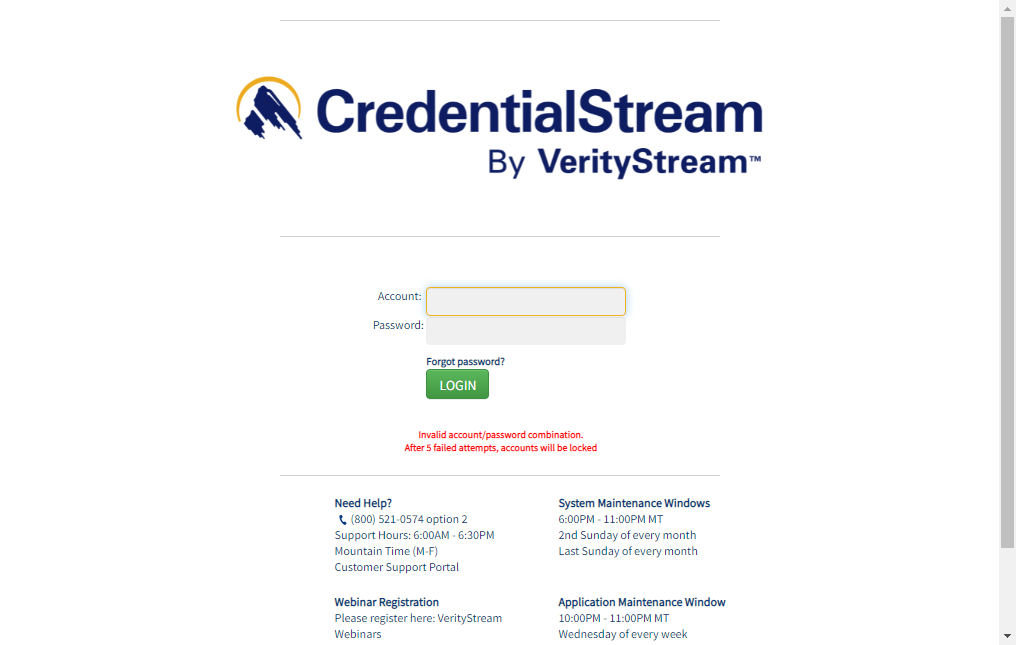 CredentialStream
By VerityStream™
Account:
Password:
Forgot password?
LOGIN
Invalid account/password combination.
After 5 failed attempts, accounts will be locked
Need Help?
(800) 521-0574 option 2
Support Hours: 6:00AM - 6:30PM
Mountain Time (M-F)
Customer Support Portal
System Maintenance Windows
6:00PM - 11:00PM MT
2nd Sunday of every month
Last Sunday of every month
Webinar Registration
Please register here: VerityStream
Webinars
Application Maintenance Window
10:00PM - 11:00PM MT
Wednesday of every week